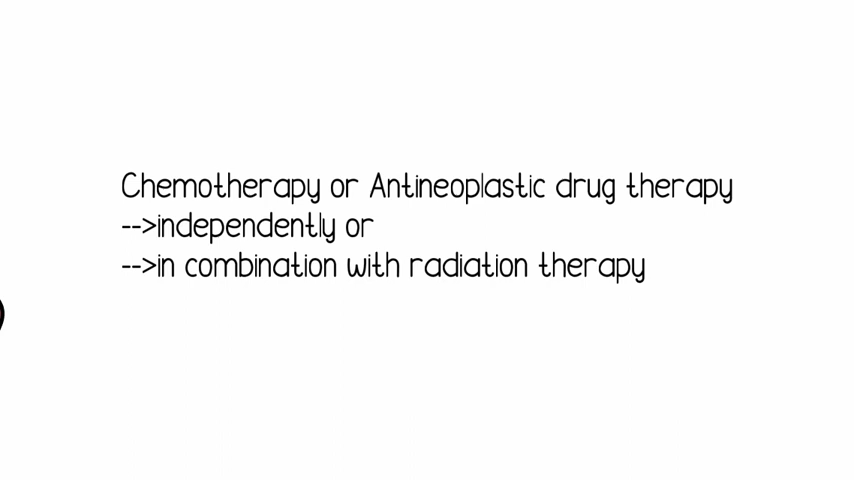 Chemotherapy or Antineoplastic drug therapy
-->independently or
-->in combination with radiation therapy